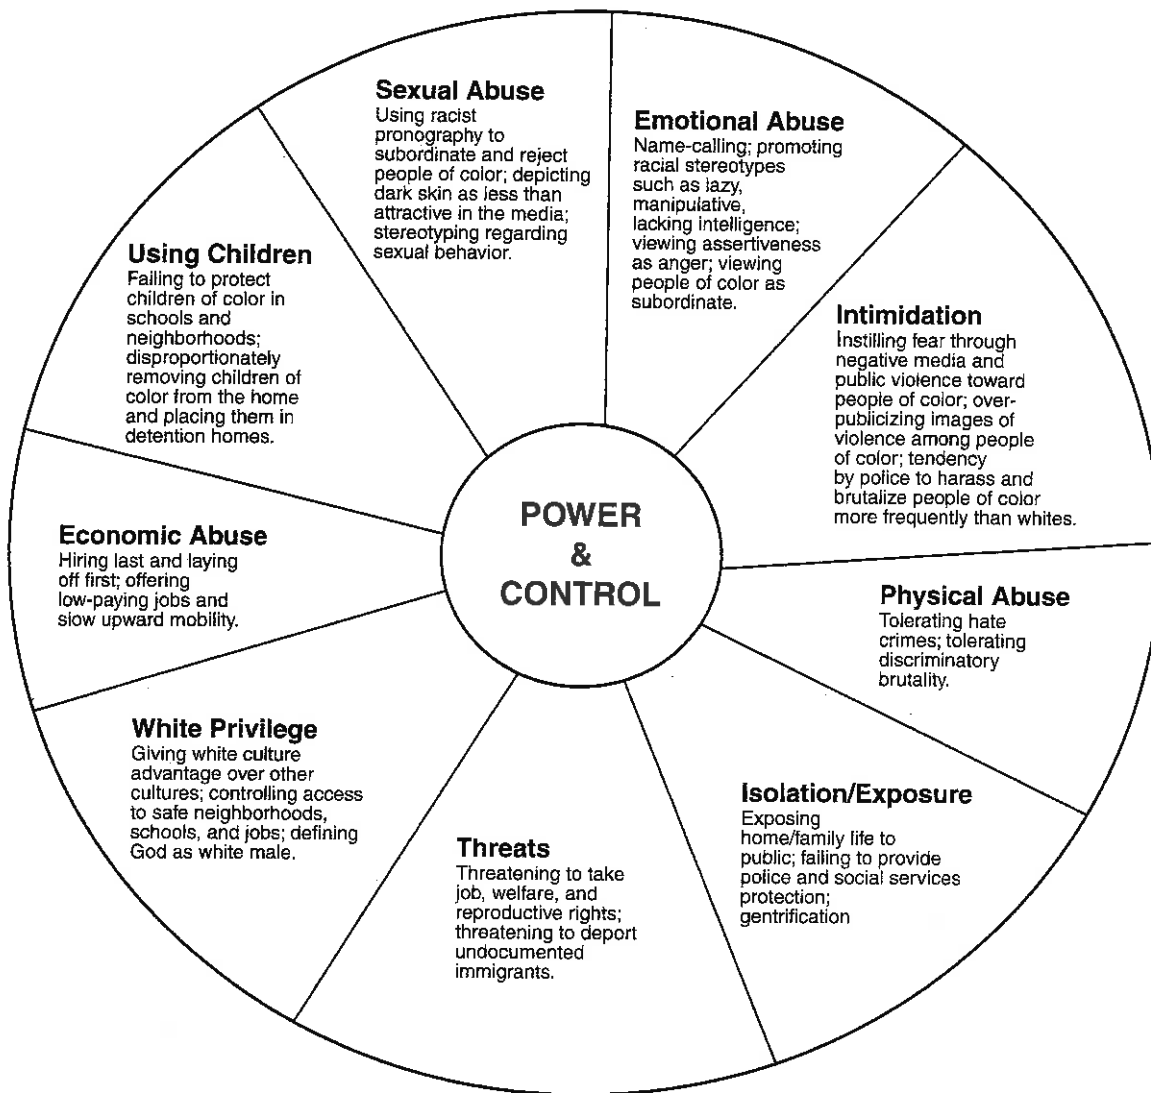 Sexual Abuse
Using racist
pronography to
subordinate and reject
people of color; depicting
dark skin as less than
attractive in the media;
stereotyping regarding
sexual behavior.
Emotional Abuse
Name-calling; promoting
racial stereotypes
such as lazy,
manipulative,
lacking intelligence;
viewing assertiveness
as anger; viewing
people of color as
subordinate.
Intimidation
Instilling fear through
negative media and
public violence toward
people of color; over-
publicizing images of
violence among people
of color; tendency
by police to harass and
brutalize people of color
more frequently than whites.
Physical Abuse
Tolerating hate
crimes; tolerating
discriminatory
brutality.
Isolation/Exposure
Exposing
home/family life to
public; failing to provide
police and social services
protection;
gentrification
Threats
Threatening to take
job, welfare, and
reproductive rights;
threatening to deport
undocumented
immigrants.
White Privilege
Giving white culture
advantage over other
cultures; controlling access
to safe neighborhoods,
schools, and jobs; defining
God as white male.
Economic Abuse
Hiring last and laying
off first; offering
low-paying jobs and
slow upward mobility.
Using Children
Failing to protect
children of color in
schools and
neighborhoods;
disproportionately
removing children of
color from the home
and placing them in
detention homes.
POWER
&
CONTROL